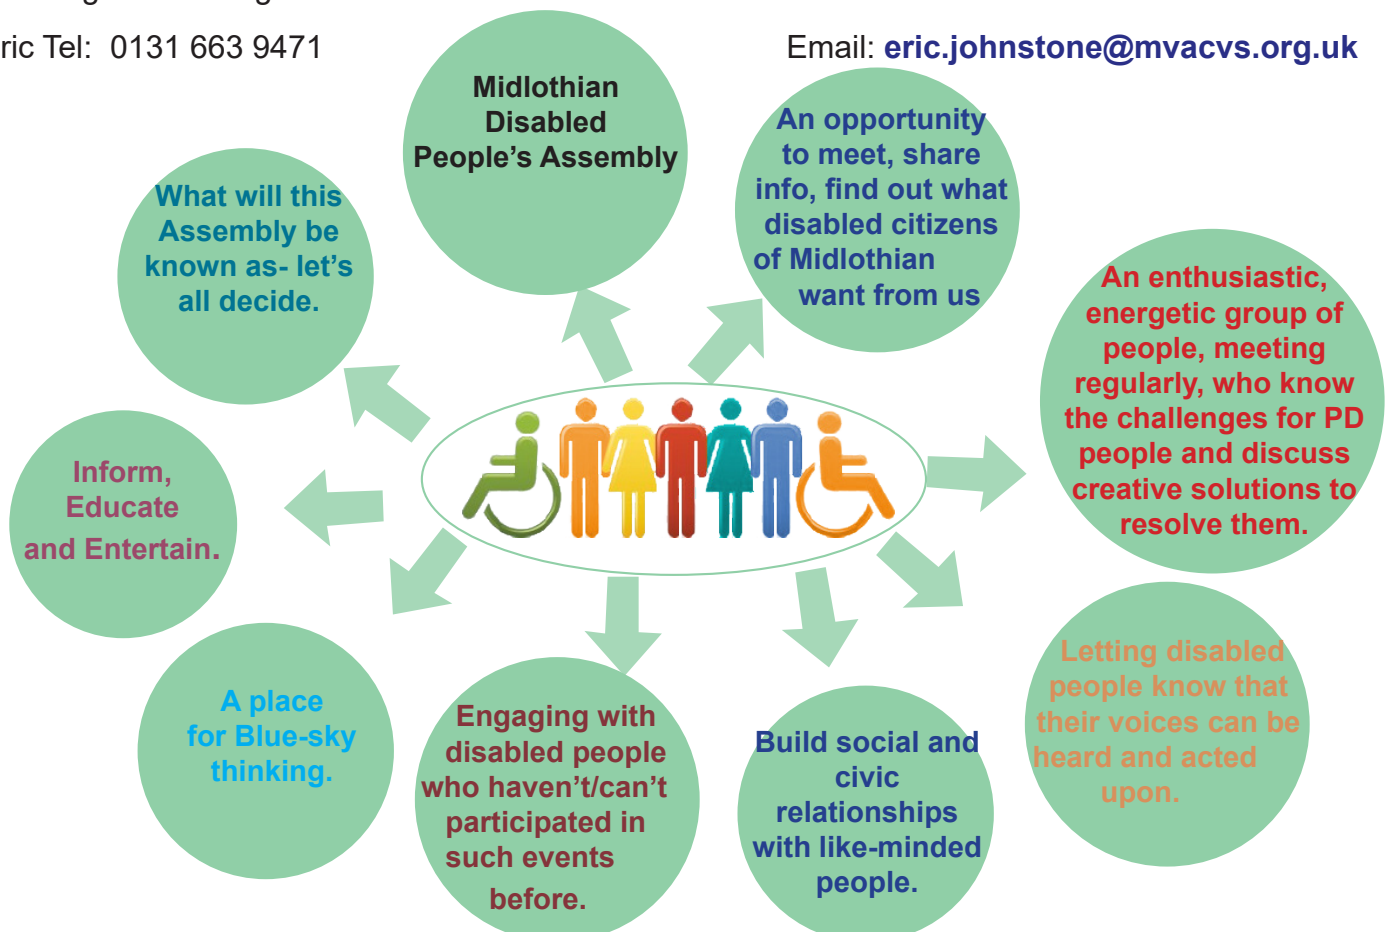 ric Tel: 0131 663 9471
Email: eric.johnstone@mvacvs.org.uk
Midlothian
Disabled
People's Assembly
An opportunity
to meet, share
info, find out what
disabled citizens
of Midlothian
want from us
What will this
Assembly be
known as- let's
all decide.
An enthusiastic,
energetic group of
people, meeting
regularly, who know
the challenges for PD
people and discuss
creative solutions to
resolve them.
Inform,
Educate
and Entertain.
Letting disabled
people know that
their voices can be
heard and acted
upon.
A place
for Blue-sky
thinking.
Engaging with
disabled people
who haven't/can't
participated in
such events
before.
Build social and
civic
relationships
with like-minded
people.